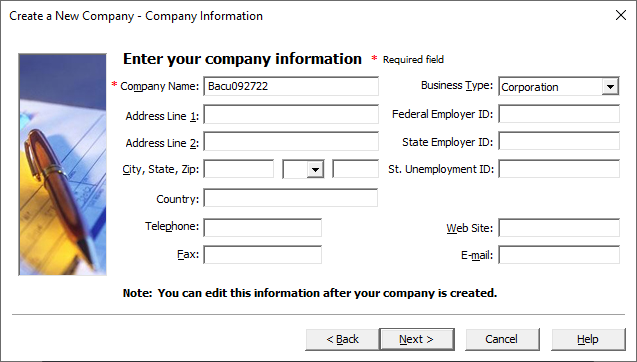 Create a New Company - Company Information
Enter your company information * Required field
* Company Name: Bacu092722 Business Type: Corporation
Address Line 1: Federal Employer ID:
Address Line 2: State Employer ID:
City, State, Zip: St. Unemployment ID:
Country:
Telephone: Web Site:
Fax: E-mail:
Note: You can edit this information after your company is created.
< Back Next > Cancel Help